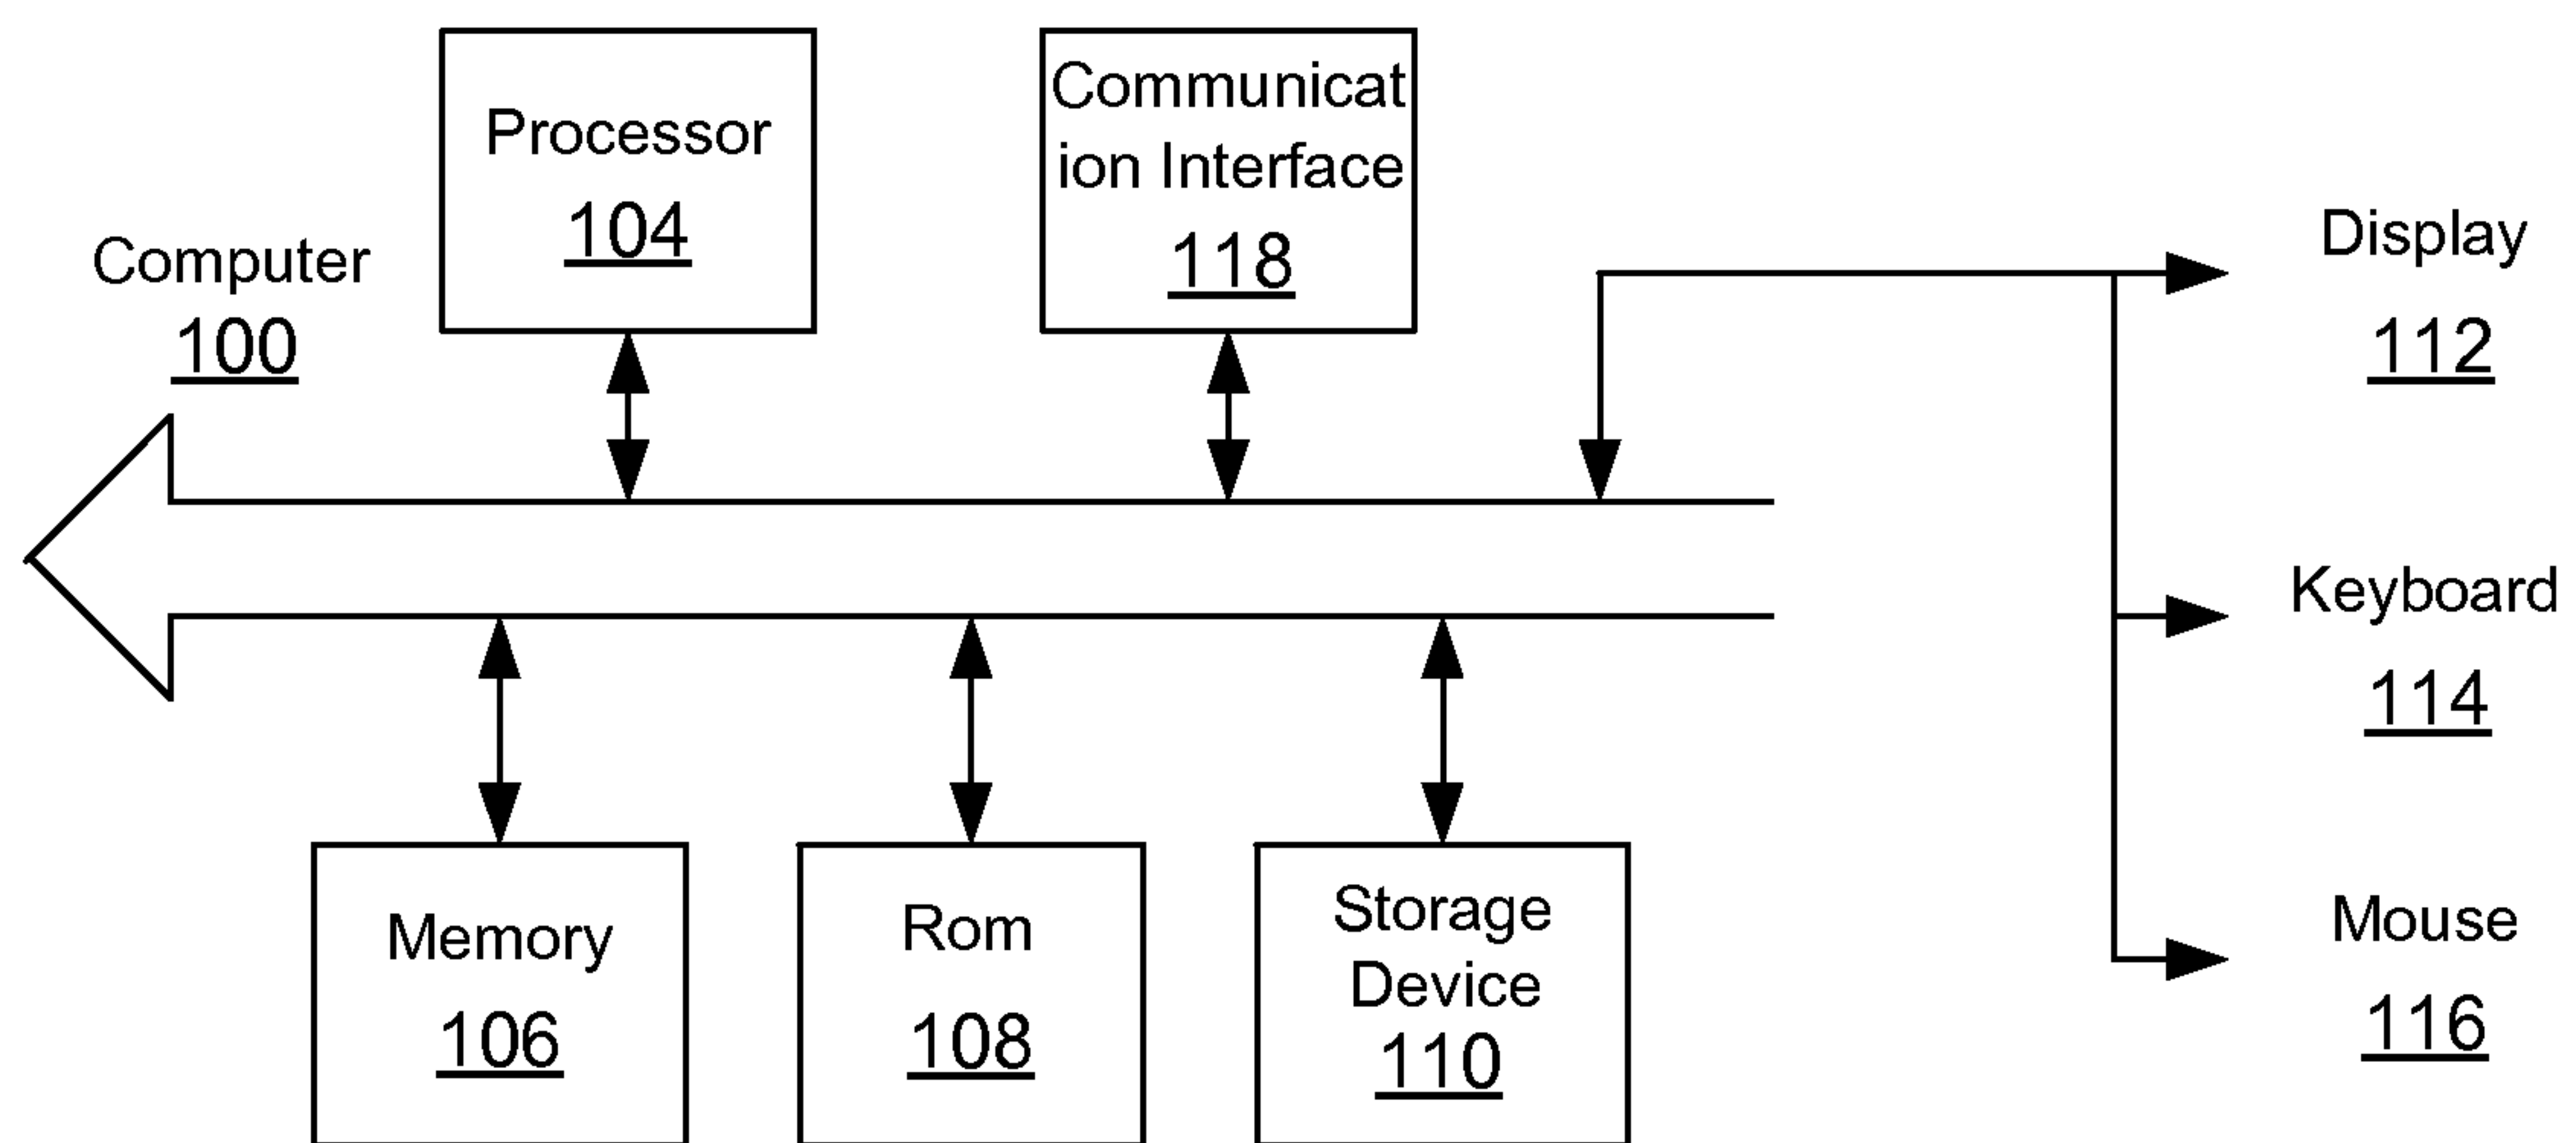 Processor
104
Communicat
ion Interface
118
Computer
100
Display
112
Keyboard
114
Mouse
116
Memory
106
Rom
108
Storage
Device
110